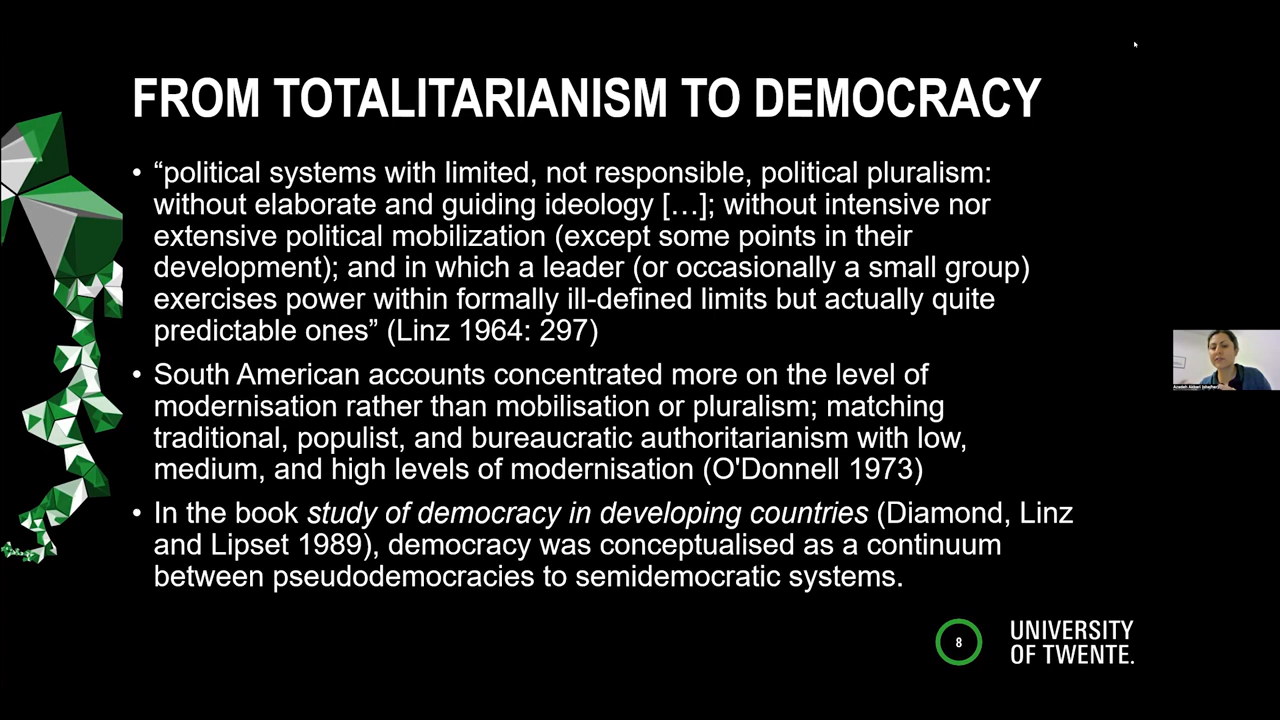 FROM TOTALITARIANISM TO DEMOCRACY
• “political systems with limited, not responsible, political pluralism:
without elaborate and guiding ideology […]; without intensive nor
extensive political mobilization (except some points in their
development); and in which a leader (or occasionally a small group)
exercises power within formally ill-defined limits but actually quite
predictable ones” (Linz 1964: 297)
• South American accounts concentrated more on the level of
modernisation rather than mobilisation or pluralism; matching
traditional, populist, and bureaucratic authoritarianism with low,
medium, and high levels of modernisation (O'Donnell 1973)
• In the book study of democracy in developing countries (Diamond, Linz
and Lipset 1989), democracy was conceptualised as a continuum
between pseudodemocracies to semidemocratic systems.
8
UNIVERSITY
OF TWENTE.
Azadeh Akbari